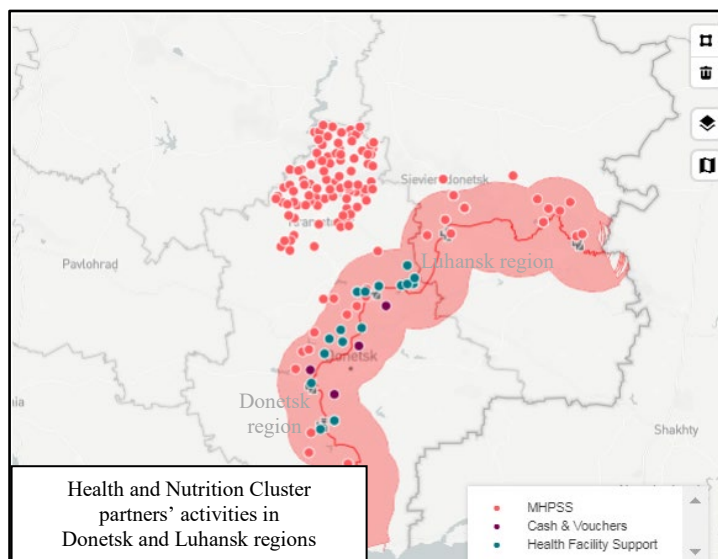 Pavlohrad
Luhansk region
Donetsk
Donetsk
region
Shakhty
Health and Nutrition Cluster
partners’ activities in
Donetsk and Luhansk regions
MHPSS
Cash & Vouchers
Health Facility Support